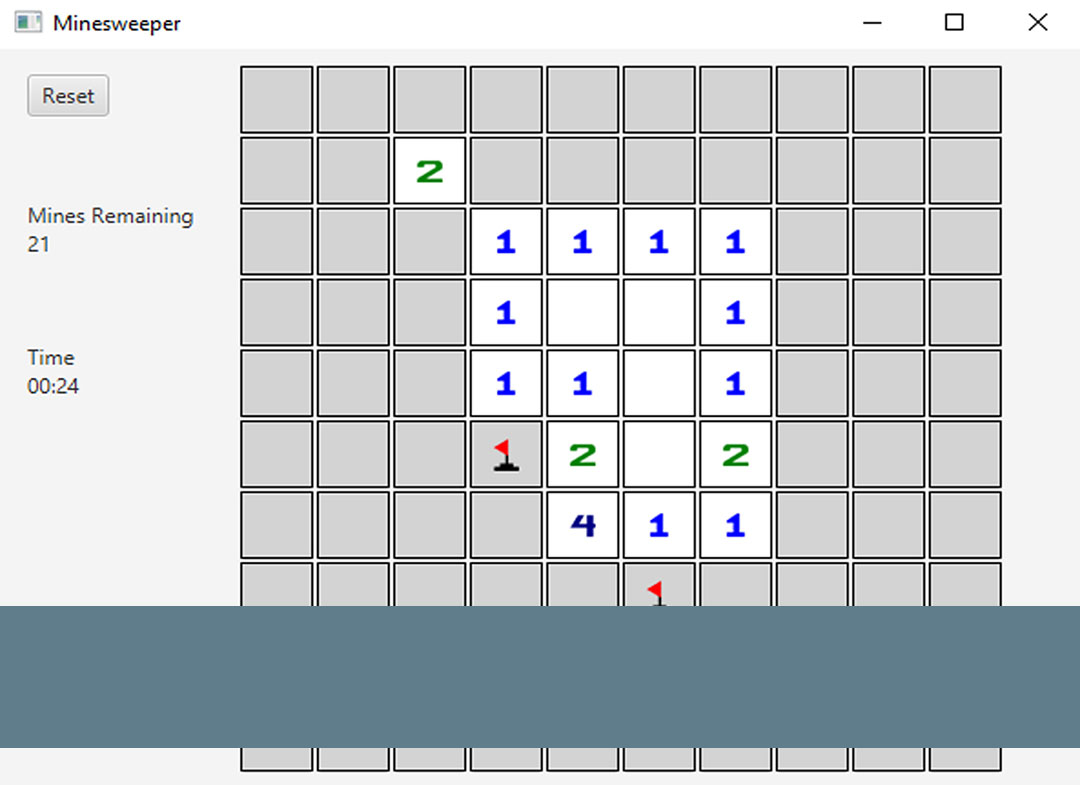 Minesweeper
Reset
Mines Remaining
21
Time
00:24
2
1 1 1 1
1 1
1 1 1
2 2
4 1 1